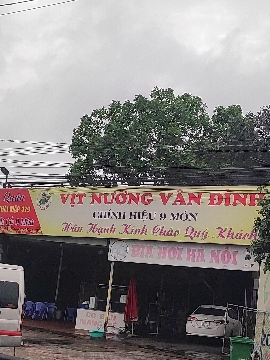 VỊT NƯỚNG VÂN ĐÌNH
CHÍNH HIỆU 9 MÓN
Hân Hạnh Kính Chào Quý Khách
BIA HƠI HÀ NỘI